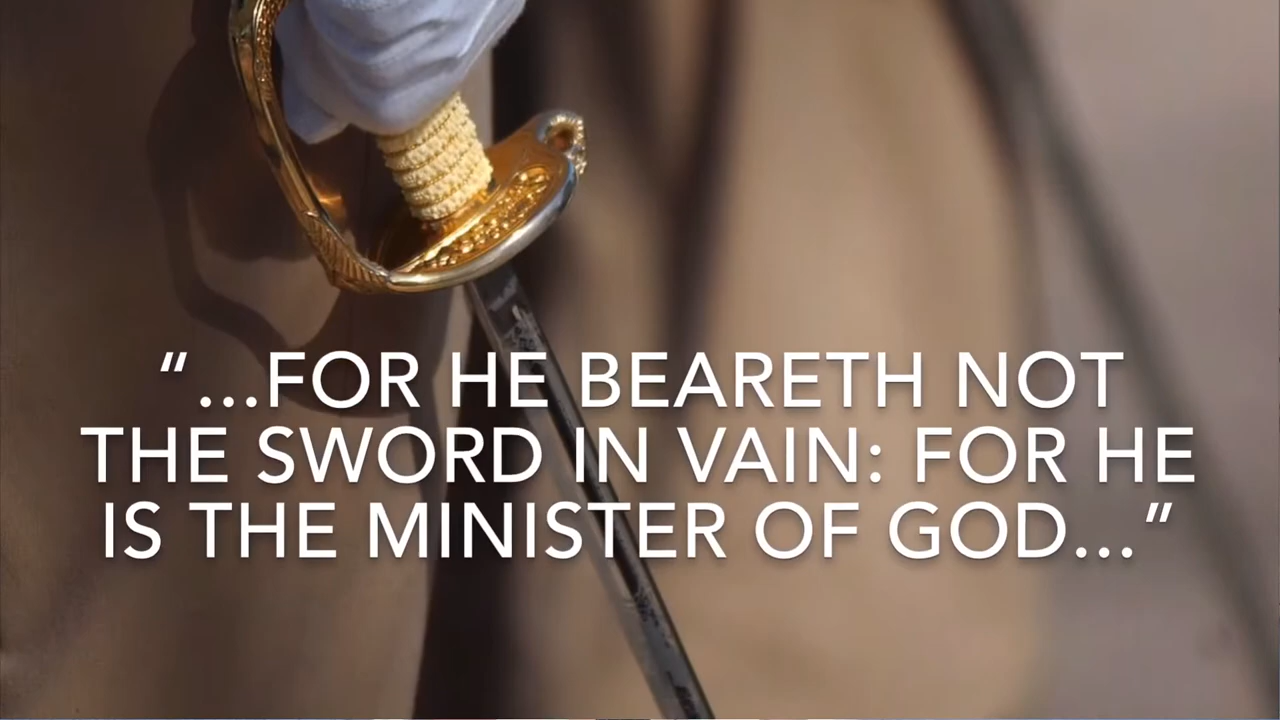 “...FOR HE BEARETH NOT
THE SWORD IN VAIN: FOR HE
IS THE MINISTER OF GOD...”